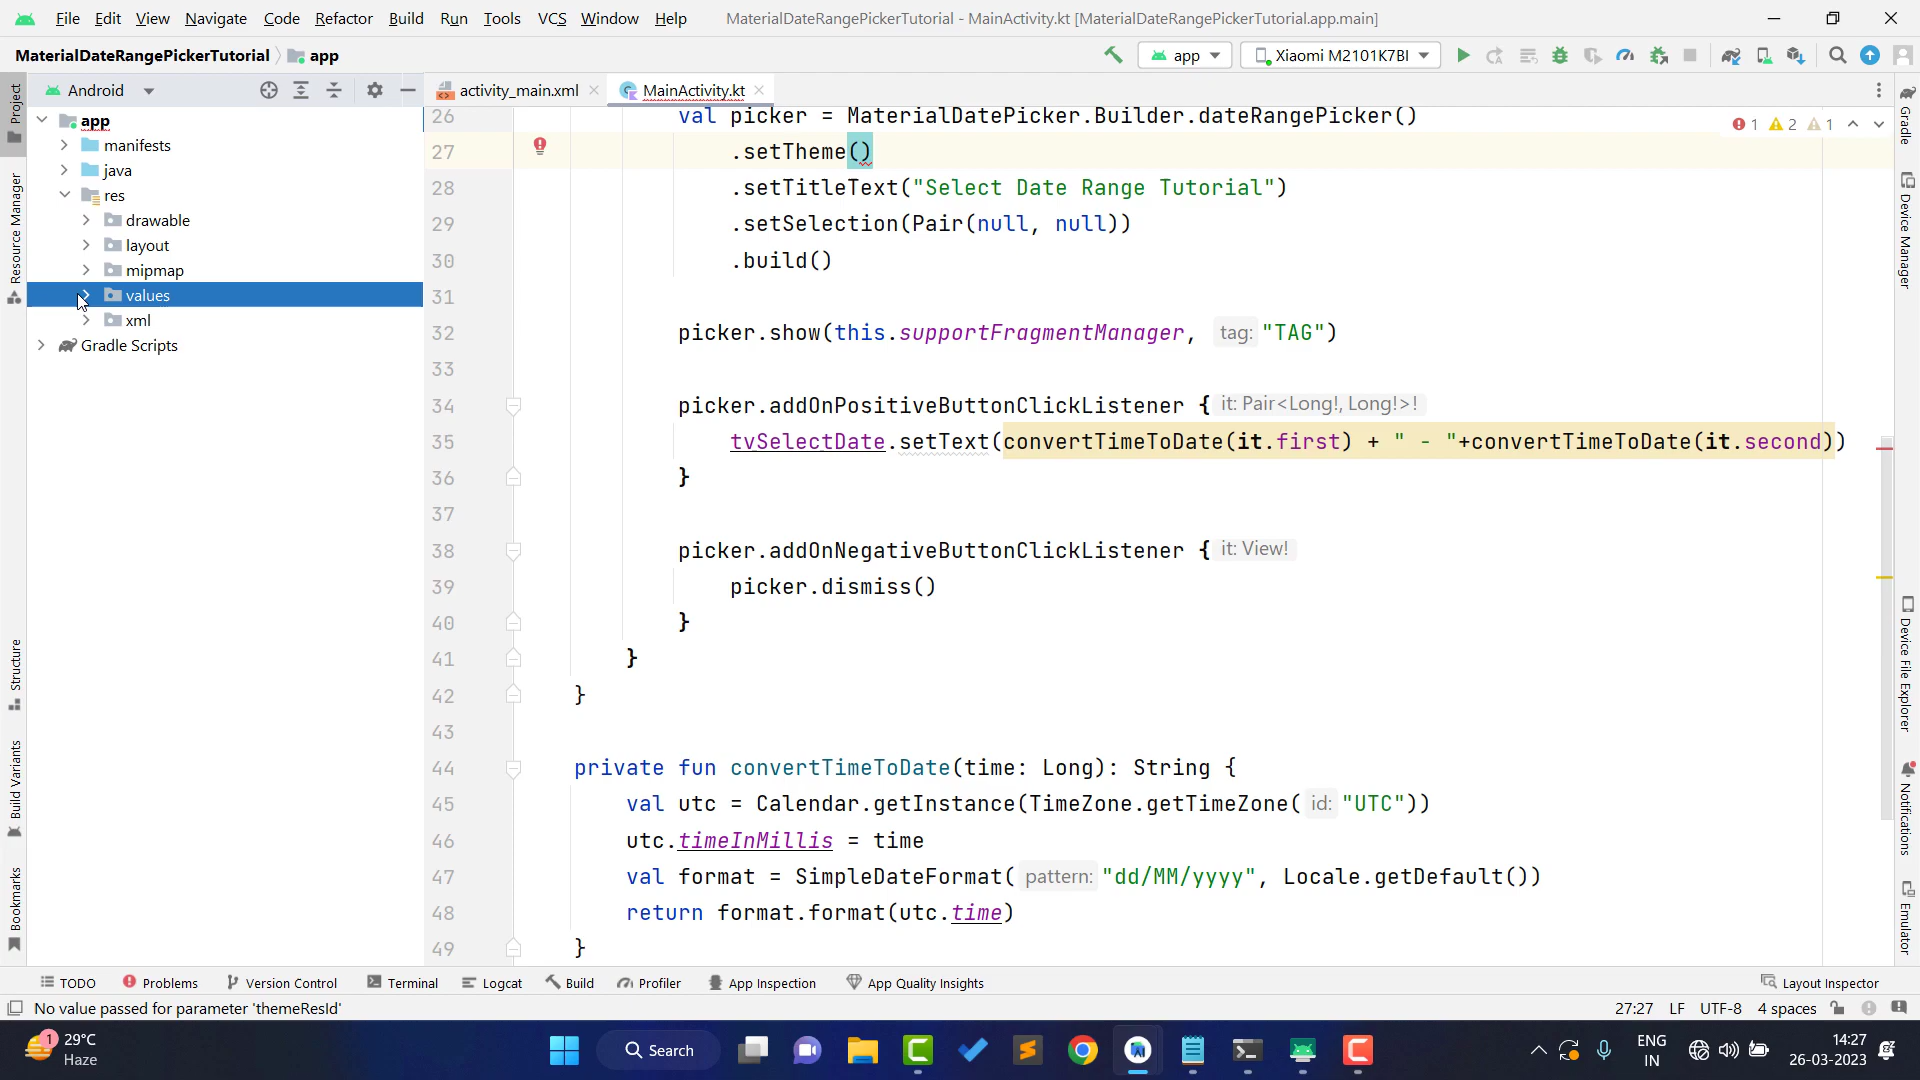 File Edit View Navigate Code Refactor Build Run Tools VCS Window Help MaterialDateRangePickerTutorial - MainActivity.kt [MaterialDateRangePickerTutorial.app.main]
MaterialDateRangePickerTutorial app app Xiaomi M2101K7BI
Android activity_main.xml MainActivity.kt
Project
Resource Manager
Structure
Build Variants
Bookmarks
app
manifests
java
res
drawable
layout
mipmap
values
xml
Gradle Scripts
1 2 1
26 val picker = MaterialDatePicker.Builder.dateRangePicker()
27 .setTheme()
28 .setTitleText("Select Date Range Tutorial")
29 .setSelection(Pair(null, null))
30 .build()
31
32 picker.show(this.supportFragmentManager, tag: "TAG")
33
34 picker.addOnPositiveButtonClickListener { it: Pair<Long!, Long!>!
35 tvSelectDate.setText(convertTimeToDate(it.first) + " - "+convertTimeToDate(it.second))
36 }
37
38 picker.addOnNegativeButtonClickListener { it: View!
39 picker.dismiss()
40 }
41 }
42 }
43
44 private fun convertTimeToDate(time: Long): String {
45 val utc = Calendar.getInstance(TimeZone.getTimeZone( id: "UTC"))
46 utc.timeInMillis = time
47 val format = SimpleDateFormat( pattern: "dd/MM/yyyy", Locale.getDefault())
48 return format.format(utc.time)
49 }
Gradle
Device Manager
Device File Explorer
Notifications
Emulator
TODO Problems Version Control Terminal Logcat Build Profiler App Inspection App Quality Insights Layout Inspector
No value passed for parameter 'themeResId' 27:27 LF UTF-8 4 spaces
1 29°C
Haze
Search
ENG
IN
14:27
26-03-2023